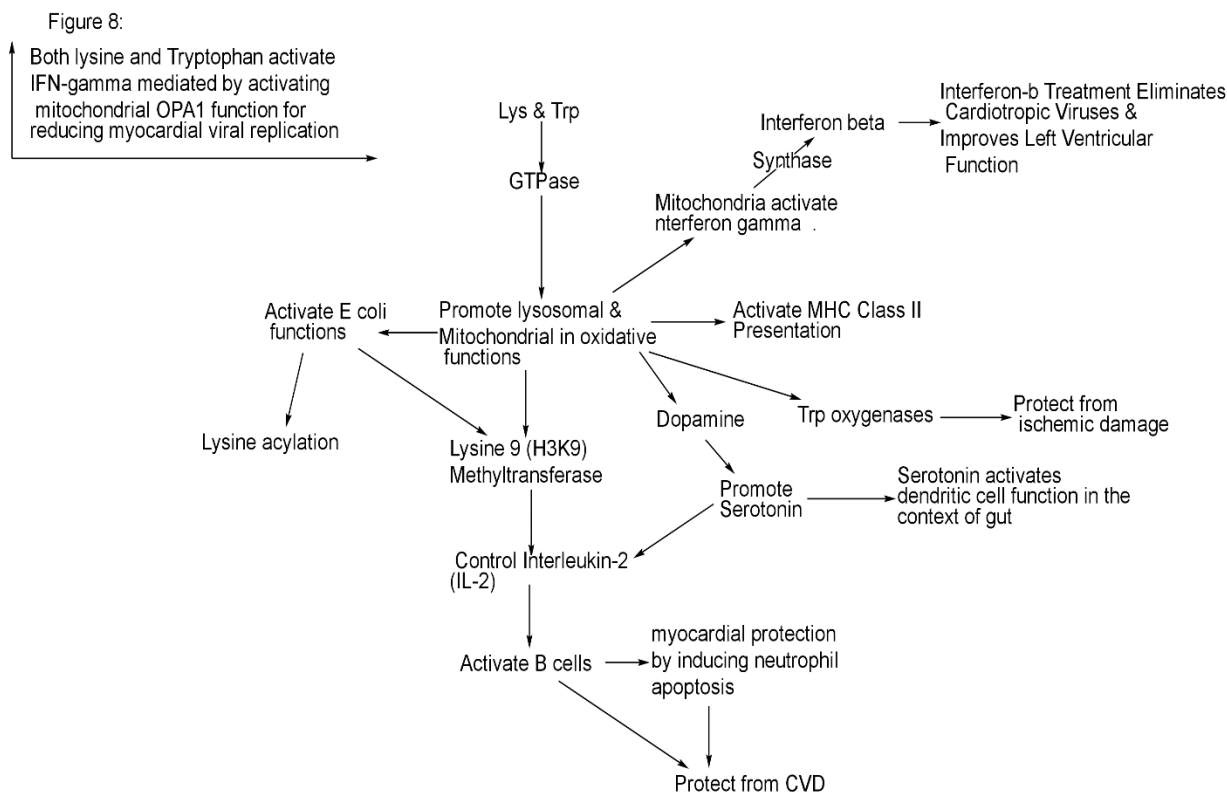 Figure 8:
Both lysine and Tryptophan activate
IFN-gamma mediated by activating
mitochondrial OPA1 function for
reducing myocardial viral replication
Lys & Trp
GTPase
Interferon beta
Interferon-b Treatment Eliminates
Cardiotropic Viruses &
Improves Left Ventricular
Function
Synthase
Mitochondria activate
nterferon gamma .
Activate E coli
functions
Promote lysosomal &
Mitochondrial in oxidative
functions
Activate MHC Class II
Presentation
Lysine acylation
Lysine 9 (H3K9)
Methyltransferase
Dopamine
Trp oxygenases
Protect from
ischemic damage
Promote
Serotonin
Serotonin activates
dendritic cell function in the
context of gut
Control Interleukin-2
(IL-2)
Activate B cells
myocardial protection
by inducing neutrophil
apoptosis
Protect from CVD